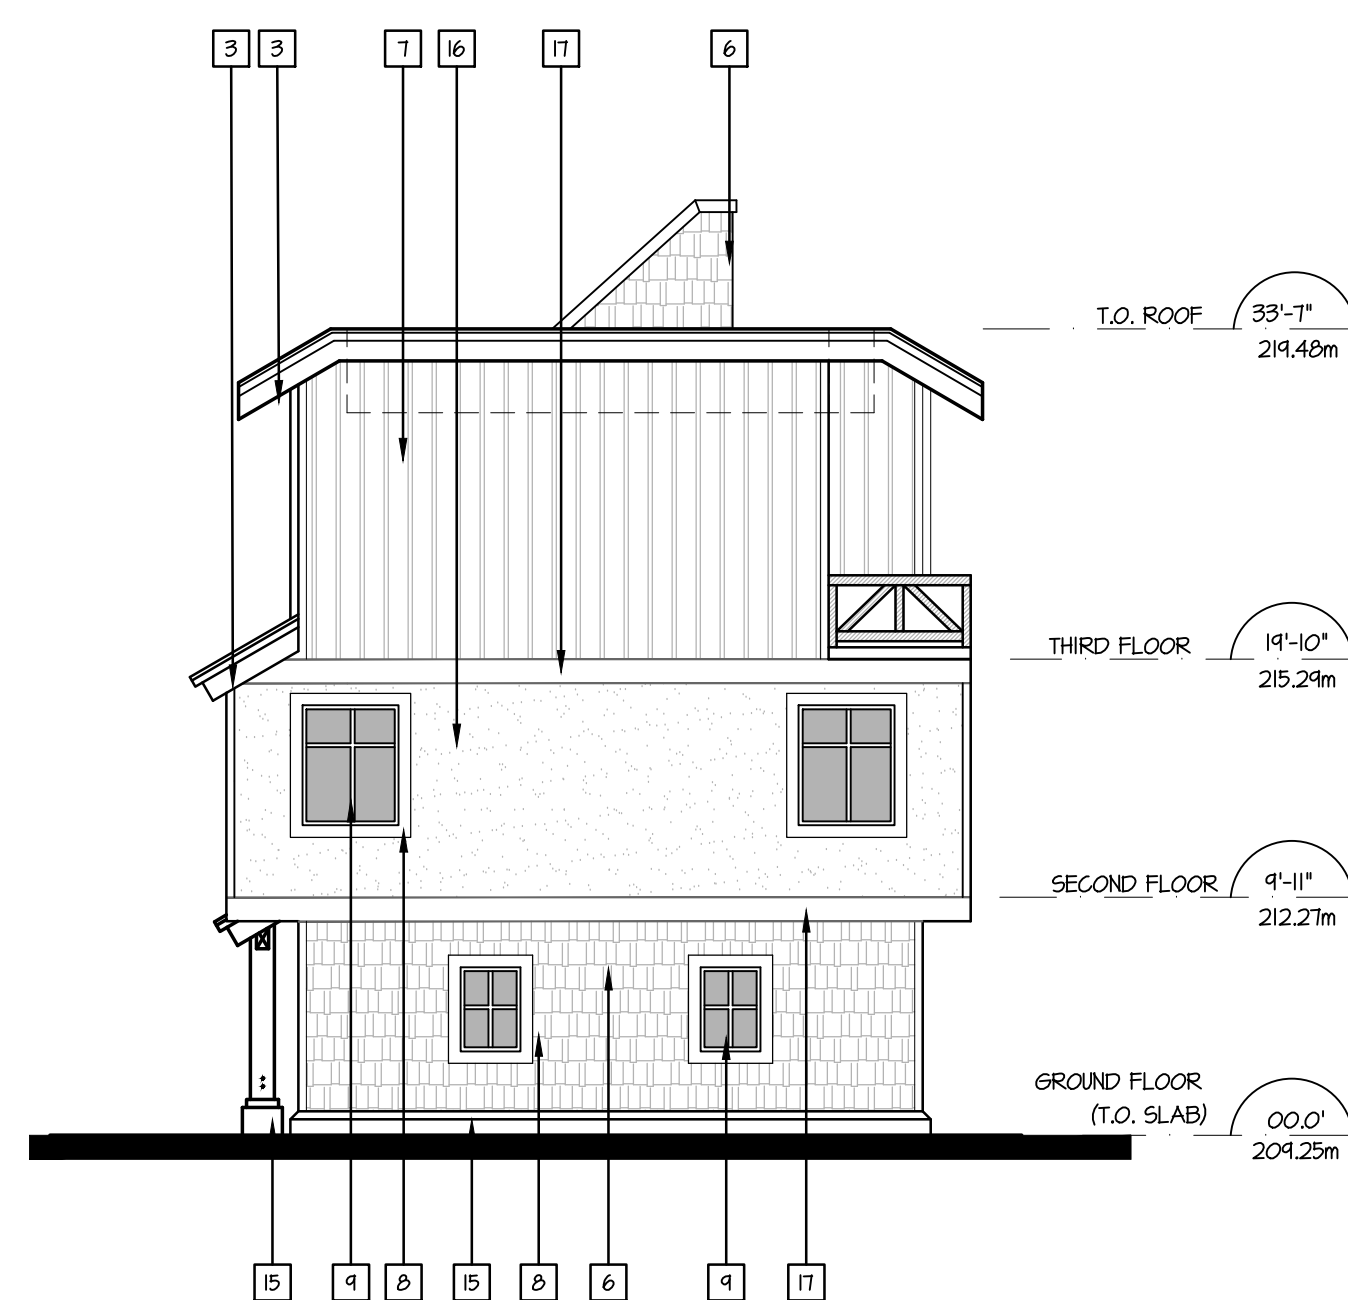 3 3 7 16 17 6
T.O. ROOF 33'-7"
219.48m
THIRD FLOOR 19'-10"
215.29m
SECOND FLOOR 9'-11"
212.27m
GROUND FLOOR
(T.O. SLAB) 00.0'
209.25m
15 9 8 15 8 6 9 17